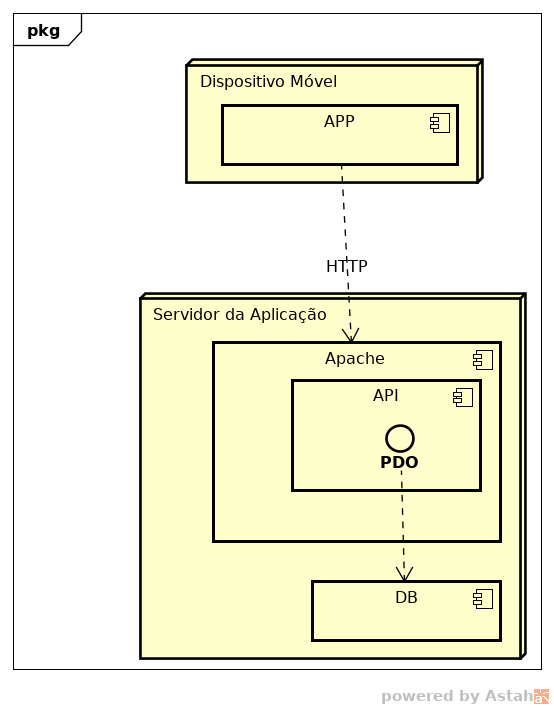 pkg
Dispositivo Móvel
APP
HTTP
Servidor da Aplicação
Apache
API
PDO
DB
powered by Astah